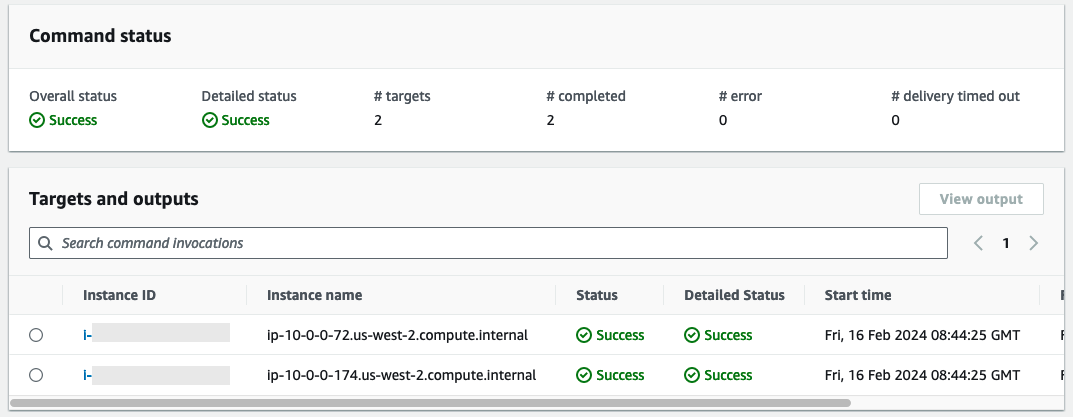 Command status
Overall status Detailed status # targets # completed # error # delivery timed out
Success Success 2 2 0 0
Targets and outputs View output
Search command invocations 1
Instance ID Instance name Status Detailed Status Start time
i- ip-10-0-0-72.us-west-2.compute.internal Success Success Fri, 16 Feb 2024 08:44:25 GMT
i- ip-10-0-0-174.us-west-2.compute.internal Success Success Fri, 16 Feb 2024 08:44:25 GMT